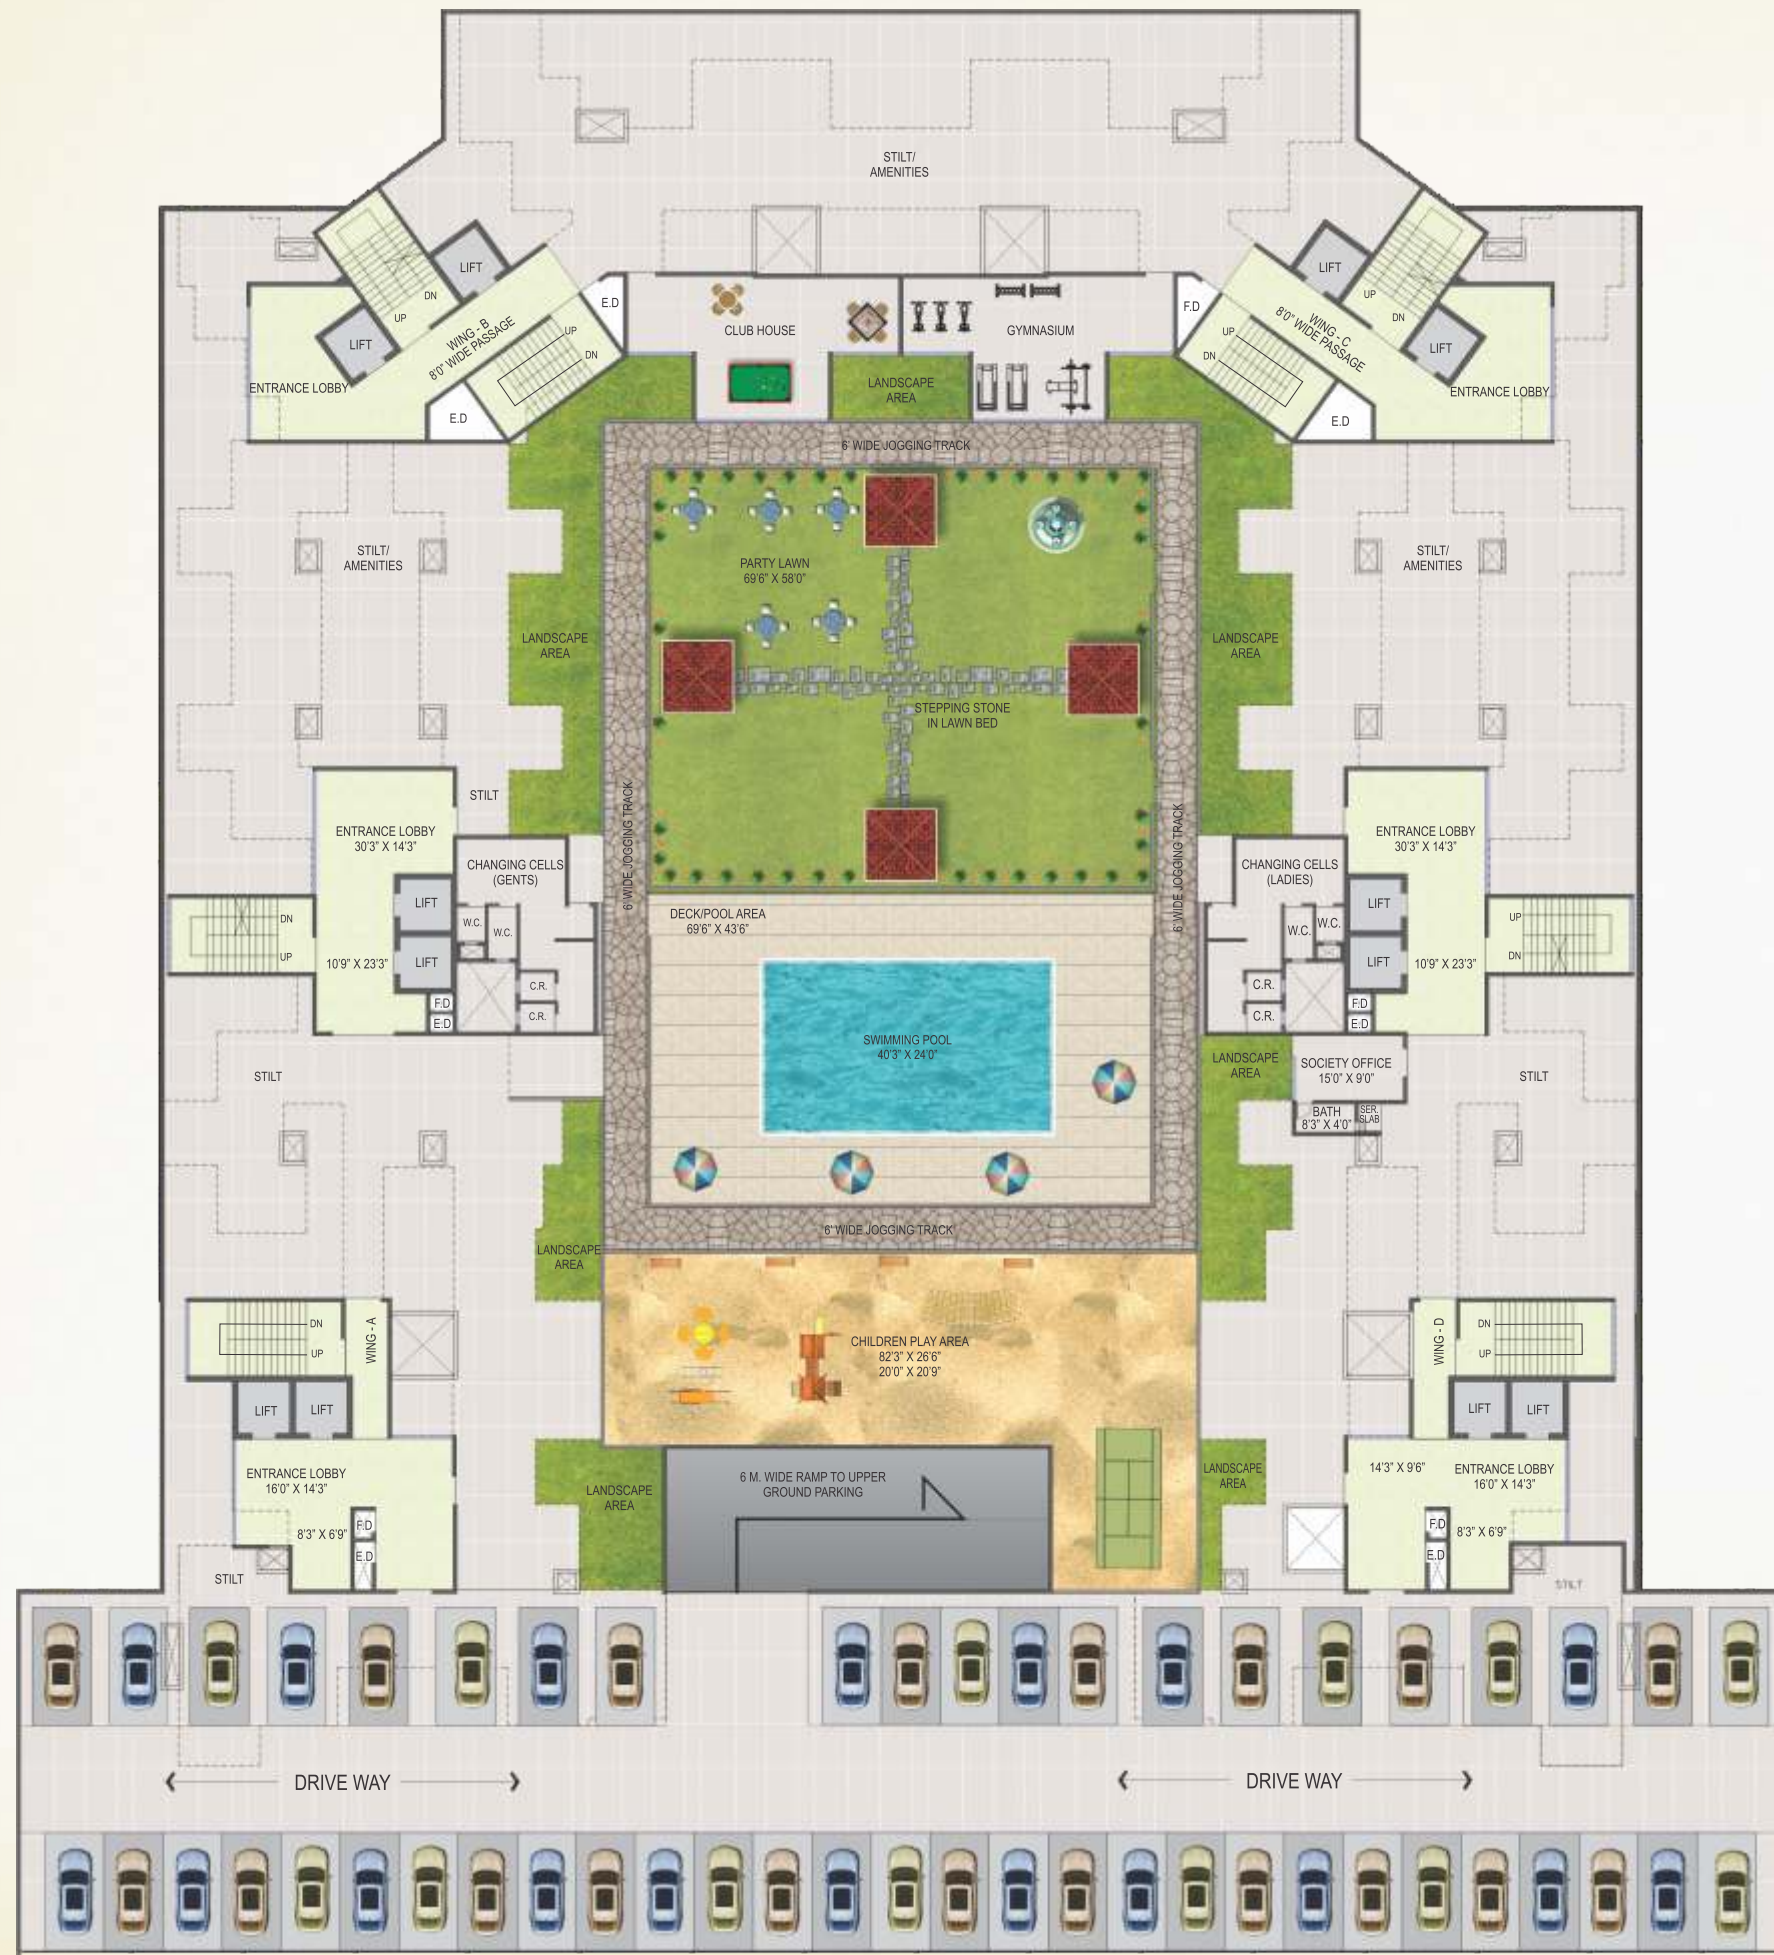 STILT/
AMENITIES
LIFT
DN
UP
LIFT
WING - B
8'0" WIDE PASSAGE
UP
DN
E.D
ENTRANCE LOBBY
E.D
CLUB HOUSE
GYMNASIUM
LANDSCAPE
AREA
F.D
LIFT
UP
DN
WING - C
8'0" WIDE PASSAGE
UP
DN
LIFT
ENTRANCE LOBBY
E.D
6' WIDE JOGGING TRACK
STILT/
AMENITIES
PARTY LAWN
69'6" X 58'0"
STILT/
AMENITIES
LANDSCAPE
AREA
LANDSCAPE
AREA
STEPPING STONE
IN LAWN BED
STILT
6' WIDE JOGGING TRACK
6' WIDE JOGGING TRACK
ENTRANCE LOBBY
30'3" X 14'3"
CHANGING CELLS
(GENTS)
LIFT
LIFT
W.C.
W.C.
DN
UP
10'9" X 23'3"
F.D
E.D
C.R.
C.R.
DECK/POOL AREA
69'6" X 43'6"
SWIMMING POOL
40'3" X 24'0"
CHANGING CELLS
(LADIES)
ENTRANCE LOBBY
30'3" X 14'3"
LIFT
LIFT
W.C.
W.C.
UP
DN
10'9" X 23'3"
C.R.
C.R.
F.D
E.D
STILT
LANDSCAPE
AREA
SOCIETY OFFICE
15'0" X 9'0"
BATH
8'3" X 4'0"
SER.
SLAB
STILT
6' WIDE JOGGING TRACK
LANDSCAPE
AREA
DN
UP
WING - A
LIFT
LIFT
CHILDREN PLAY AREA
82'3" X 26'6"
20'0" X 20'9"
WING - D
DN
UP
LIFT
LIFT
ENTRANCE LOBBY
16'0" X 14'3"
8'3" X 6'9"
F.D
E.D
LANDSCAPE
AREA
6 M. WIDE RAMP TO UPPER
GROUND PARKING
LANDSCAPE
AREA
14'3" X 9'6"
ENTRANCE LOBBY
16'0" X 14'3"
F.D
8'3" X 6'9"
E.D
STILT
STILT
DRIVE WAY
DRIVE WAY